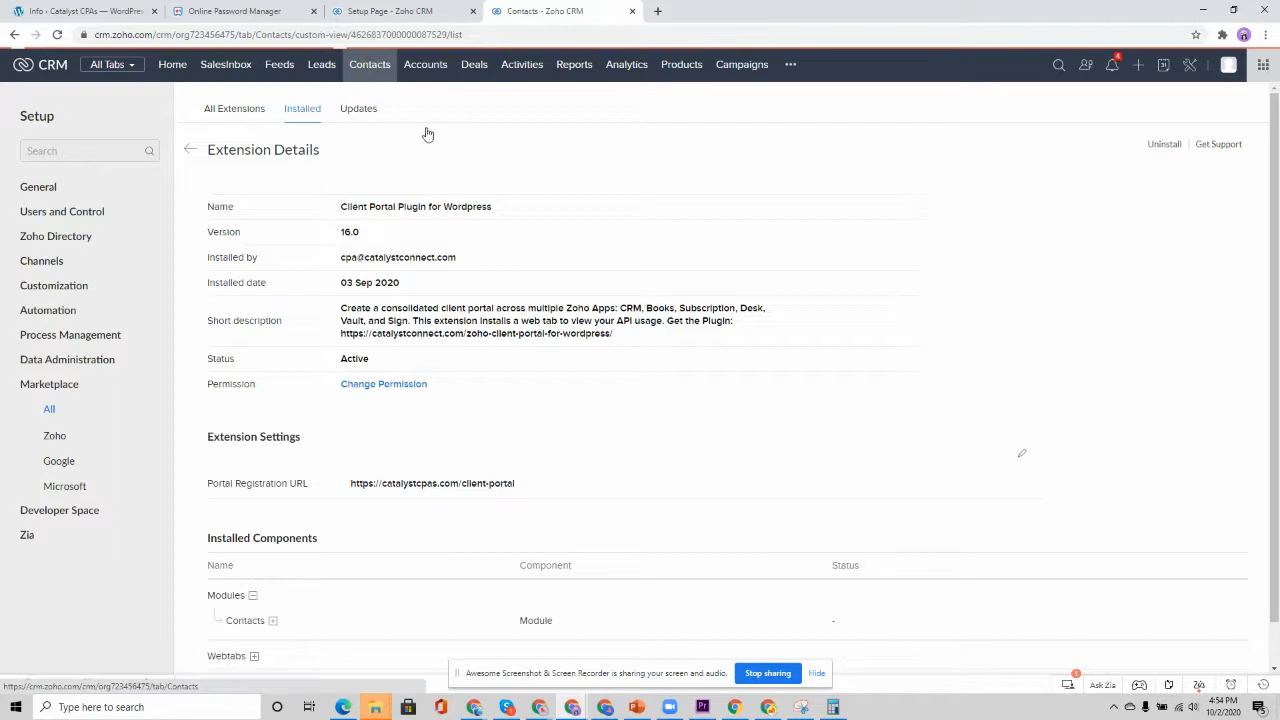 Info ‹ Catalyst CPAs — WordPres
Online Password Manager
Setup Page - Zoho CRM
Contacts - Zoho CRM
crm.zoho.com/crm/org723456475/tab/Contacts/custom-view/4626837000000087529/list
CRM All Tabs Home SalesInbox Feeds Leads Contacts Accounts Deals Activities Reports Analytics Products Campaigns ••• 4
Setup
All Extensions Installed Updates
Search
Extension Details
Uninstall | Get Support
General
Users and Control
Zoho Directory
Channels
Customization
Automation
Process Management
Data Administration
Marketplace
All
Zoho
Google
Microsoft
Developer Space
Zia
Name Client Portal Plugin for Wordpress
Version 16.0
Installed by cpa@catalystconnect.com
Installed date 03 Sep 2020
Short description Create a consolidated client portal across multiple Zoho Apps: CRM, Books, Subscription, Desk,
Vault, and Sign. This extension installs a web tab to view your API usage. Get the Plugin:
https://catalystconnect.com/zoho-client-portal-for-wordpress/
Status Active
Permission Change Permission
Extension Settings
Portal Registration URL https://catalystcpas.com/client-portal
Installed Components
Name Component Status
Modules
Contacts Module -
Webtabs
Awesome Screenshot & Screen Recorder is sharing your screen and audio. Stop sharing Hide
https://crm.zoho.com/crm/org723456475/tab/Contacts
1
Ask Zia
Type here to search
4:54 PM
10/2/2020